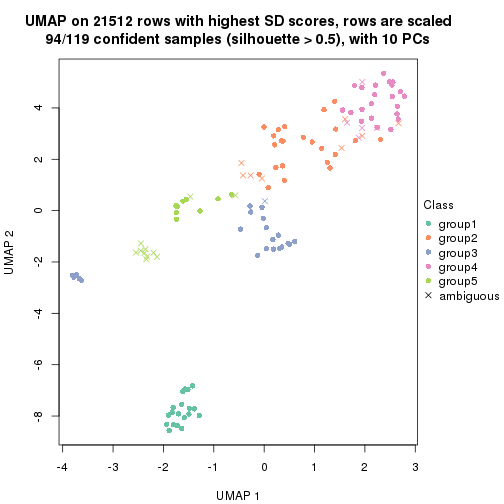 UMAP on 21512 rows with highest SD scores, rows are scaled
94/119 confident samples (silhouette > 0.5), with 10 PCs
4
2
0
-2
-4
-6
-8
UMAP 2
-4
-3
-2
-1
0
1
2
3
UMAP 1
Class
group1
group2
group3
group4
group5
ambiguous